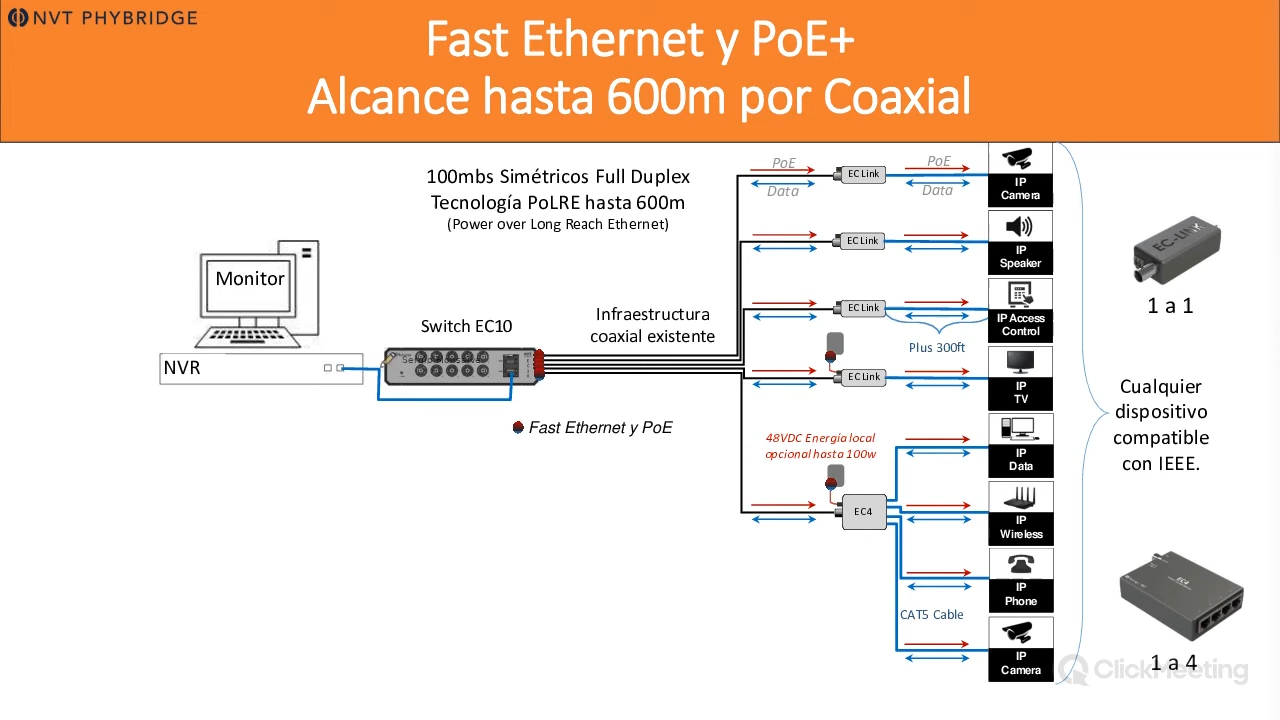 NVT PHYBRIDGE
Fast Ethernet y PoE+
Alcance hasta 600m por Coaxial
100mbs Simétricos Full Duplex
Tecnología PoLRE hasta 600m
(Power over Long Reach Ethernet)
PoE
Data
EC Link
PoE
Data
IP
Camera
EC Link
IP
Speaker
EC-LINK
1 a 1
Monitor
Switch EC10
Infraestructura
coaxial existente
EC Link
IP Access
Control
Plus 300ft
NVR
EC Link
IP
TV
Cualquier
dispositivo
compatible
con IEEE.
Fast Ethernet y PoE
48VDC Energía local
opcional hasta 100w
IP
Data
EC4
IP
Wireless
IP
Phone
CAT5 Cable
EC4
IP
Camera
1 a 4
ClickMeeting